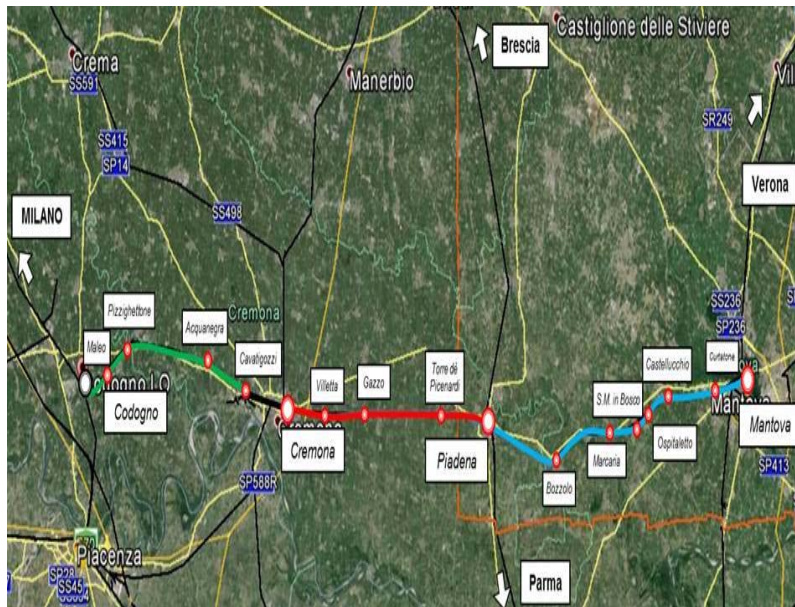 Castiglione delle Stiviere
Crema
SS591
Brescia
Manerbio
Vil
SR249
SS415
SP14
Verona
MILANO
SS498
Pizzighettone
SS236
SP236
Cremona
Acquanegra
Maleo
Cavatigozzi
Castellucchio
Curtatone
Villetta
Gazzo
Torre dè
Picenardi
S.M. in Bosco
Codogno
Mantova
Cremona
Piadena
Marcaria
Ospitaletto
Bozzolo
SP413
SP588R
Piacenza
SS45
Parma